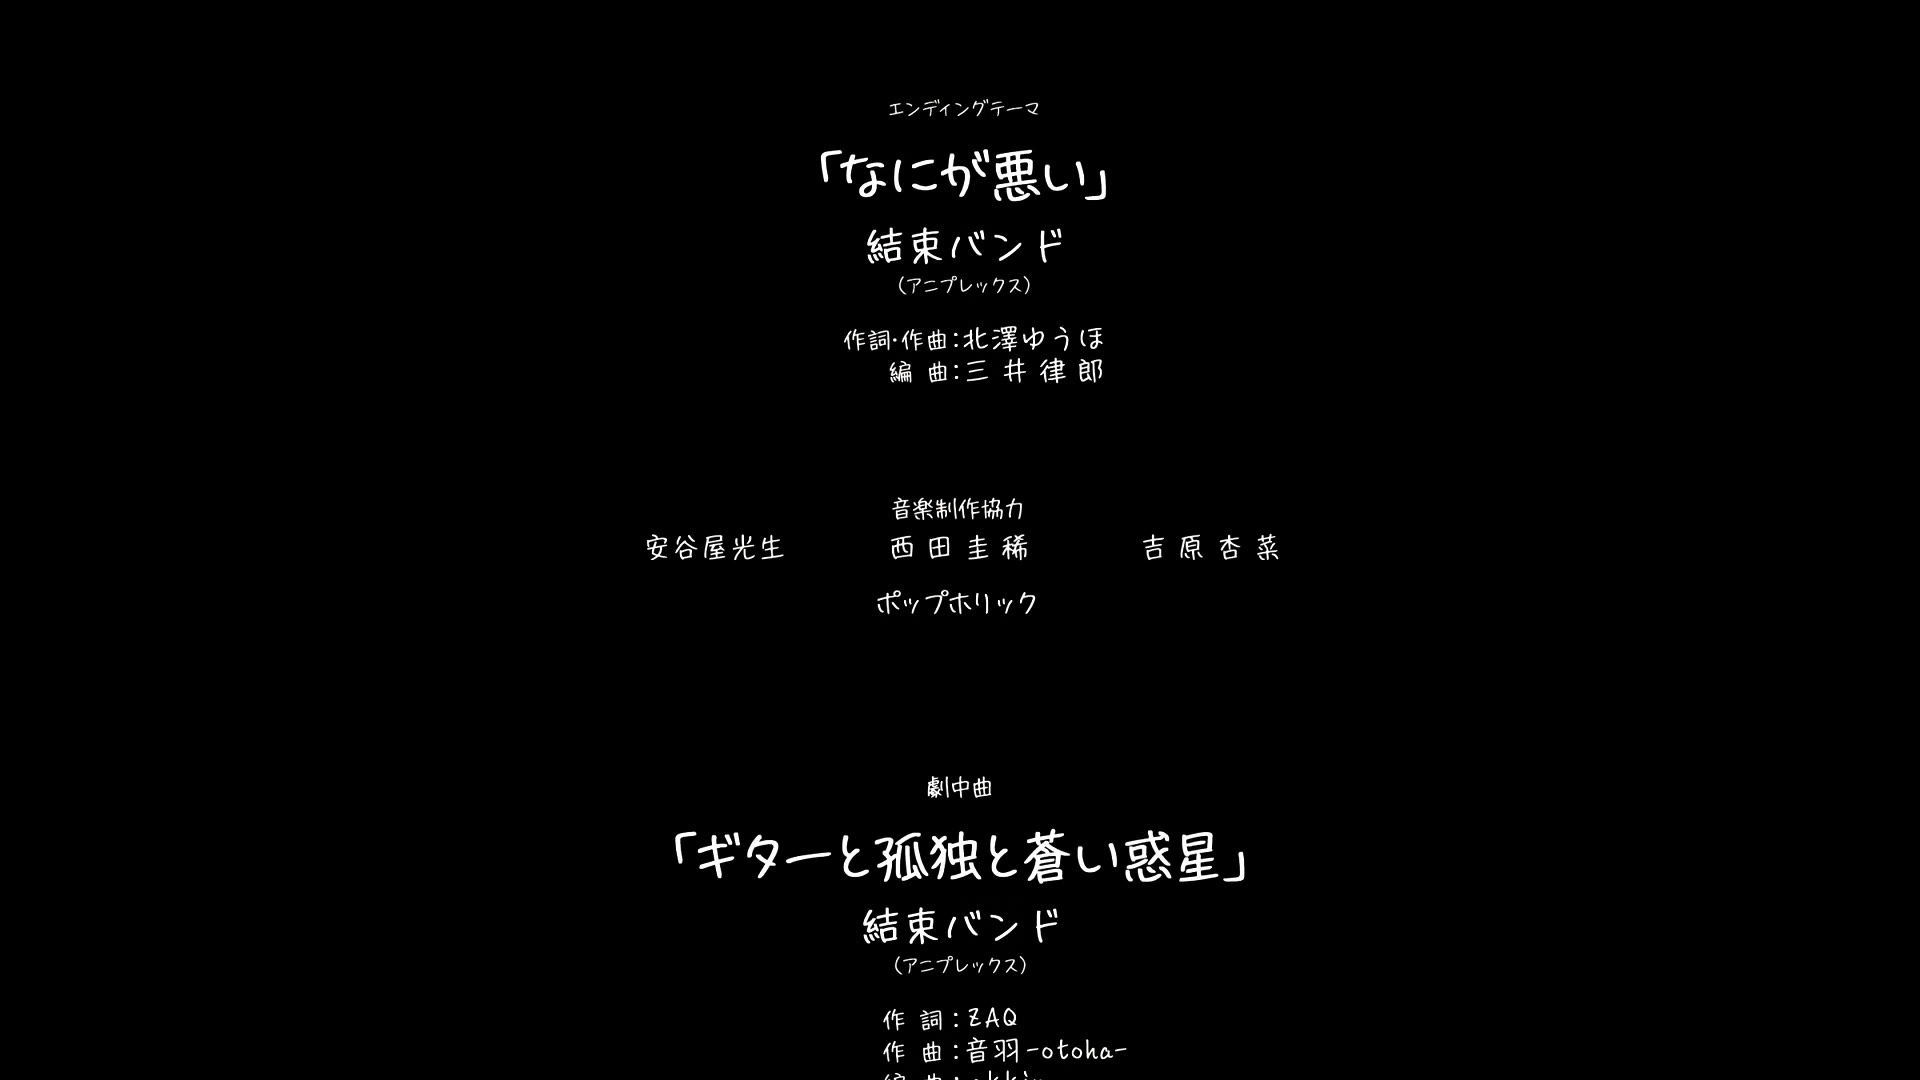 エンディングテーマ
「なにが悪い」
結束バンド
(アニプレックス)
作詞・作曲:北澤ゆうほ
編 曲:三 井 律 郎
音楽制作協力
安谷屋光生 西 田 圭 稀 吉 原 杏 菜
ポップホリック
劇中曲
「ギターと孤独と蒼い惑星」
結束バンド
(アニプレックス)
作 詞:ZAQ
作 曲:音羽-otoha-